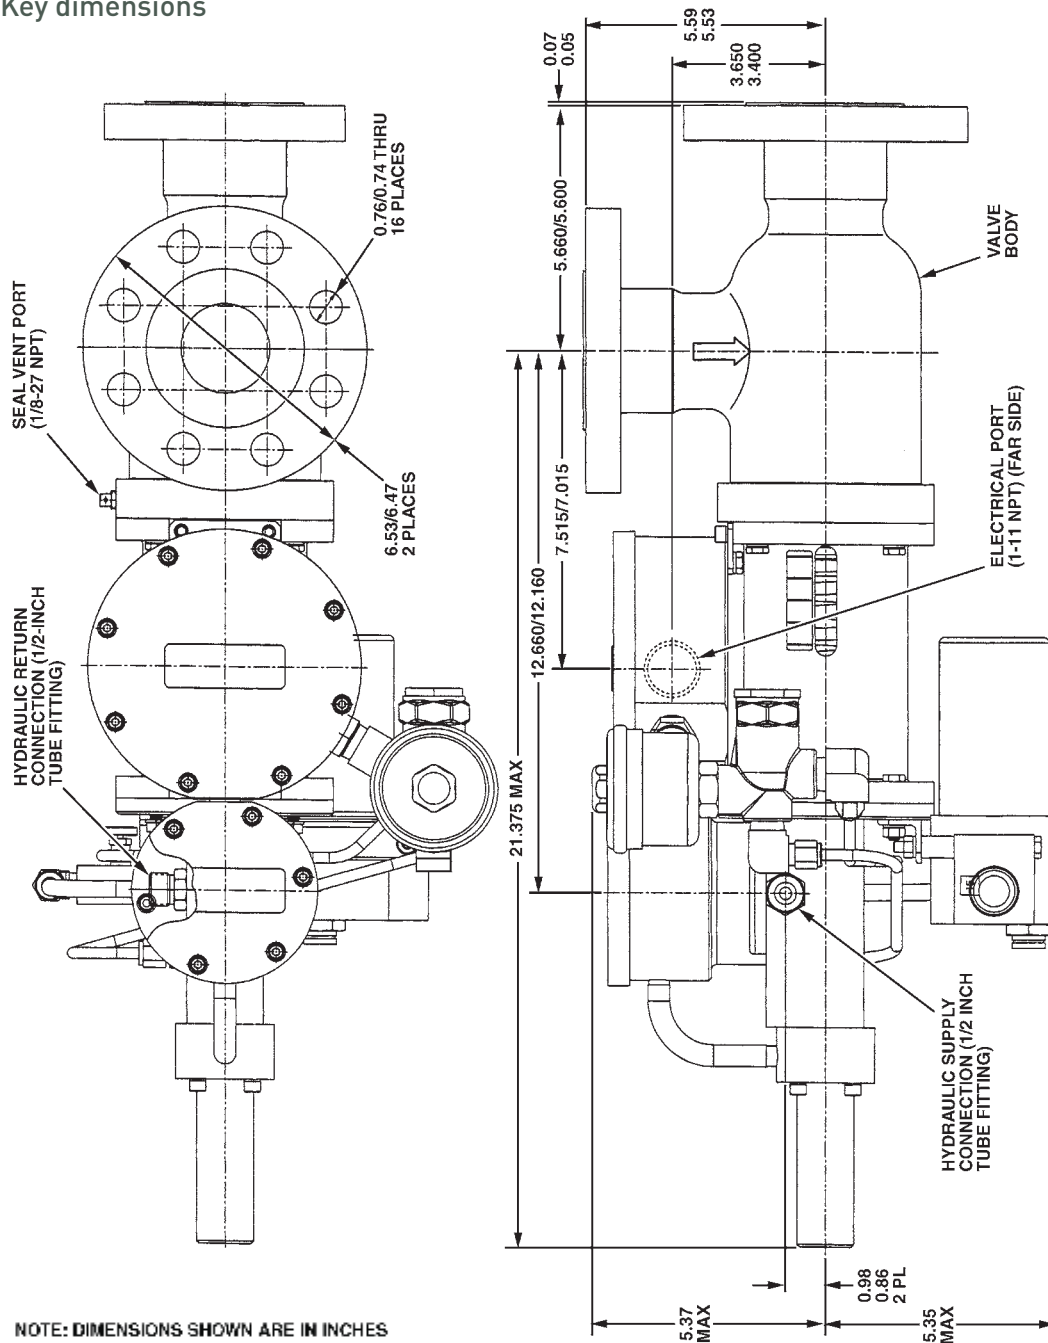 Key dimensions
5.59
5.53
3.650
3.400
0.07
0.05
0.76/0.74 THRU
16 PLACES
5.660/5.600
VALVE
BODY
SEAL VENT PORT
(1/8-27 NPT)
6.53/6.47
2 PLACES
7.515/7.015
ELECTRICAL PORT
(1-11 NPT) (FAR SIDE)
12.660/12.160
HYDRAULIC RETURN
CONNECTION (1/2-INCH
TUBE FITTING)
21.375 MAX
HYDRAULIC SUPPLY
CONNECTION (1/2 INCH
TUBE FITTING)
0.98
0.86
2 PL
5.37
MAX
5.35
MAX
NOTE: DIMENSIONS SHOWN ARE IN INCHES